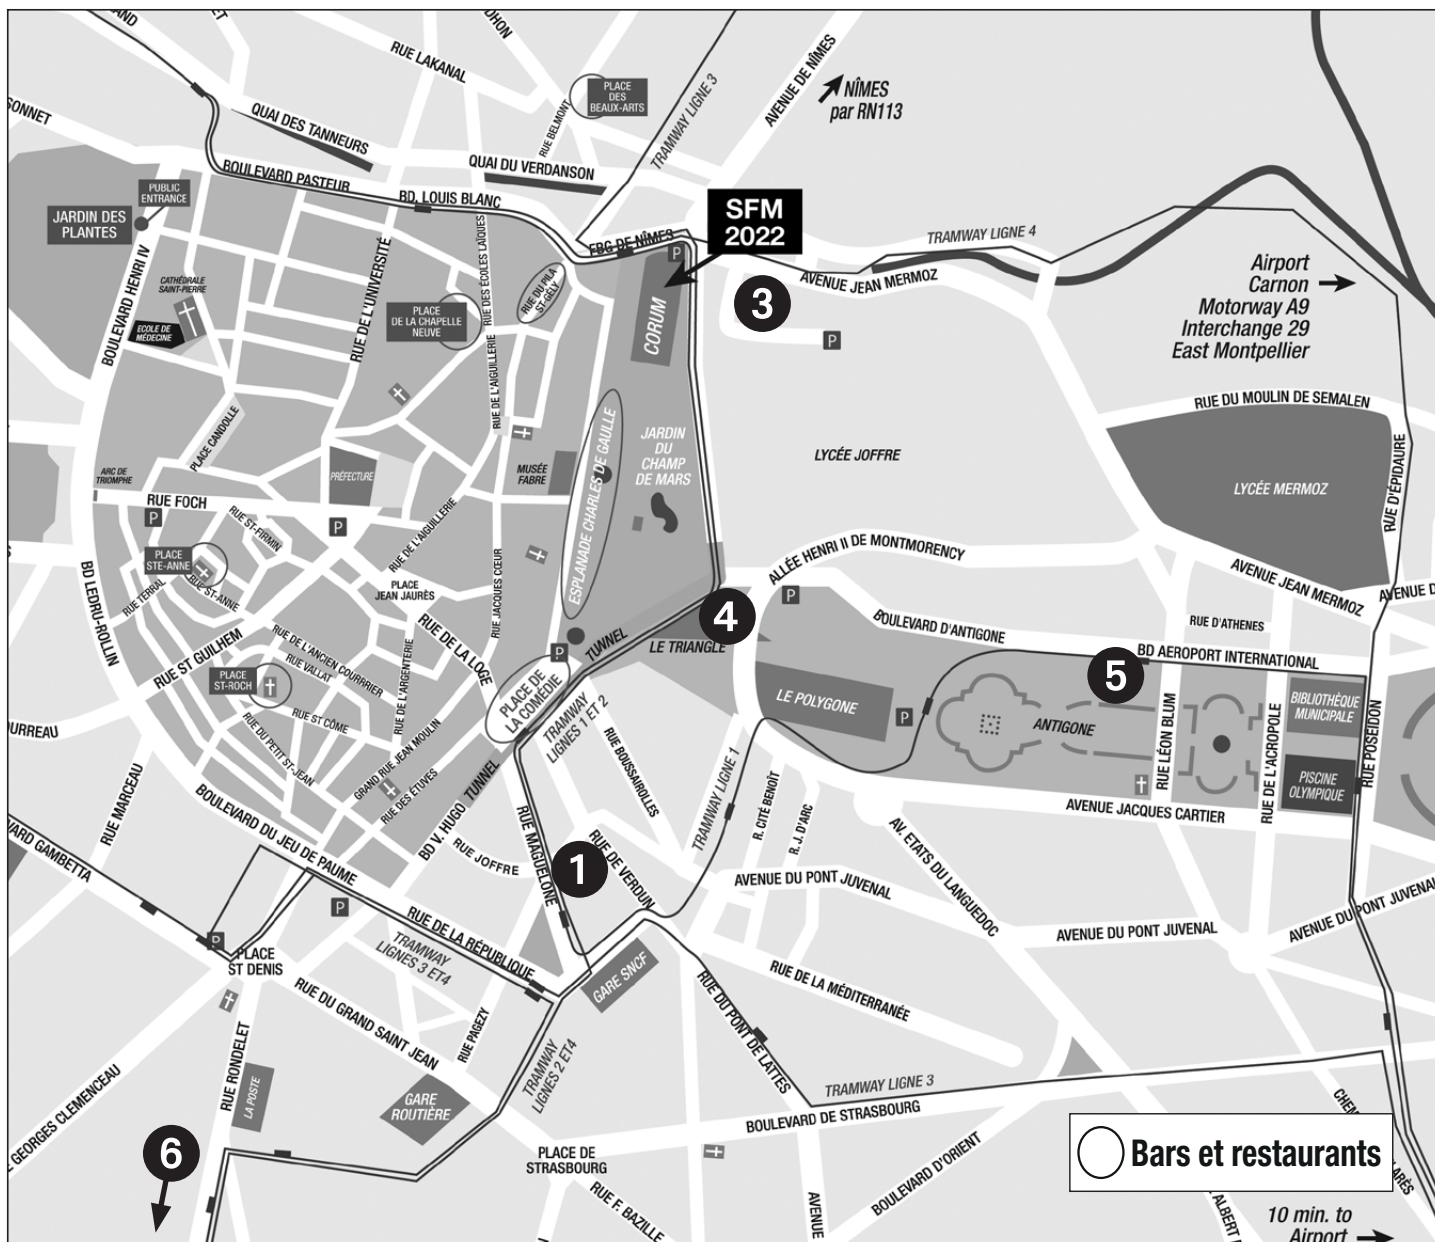 RUE LAKANAL
PLACE
DES
BEAUX-ARTS
RUE BELMONT
TRAMWAY LIGNE 3
AVENUE DE NÎMES
NÎMES
par RN113
QUAI DES TANNEURS
QUAI DU VERDANSON
BOULEVARD PASTEUR
BD. LOUIS BLANC
PUBLIC
ENTRANCE
JARDIN DES
PLANTES
SFM
2022
FBG DE NÎMES
P
TRAMWAY LIGNE 4
AVENUE JEAN MERMOZ
3
P
Airport
Carnon
Motorway A9
Interchange 29
East Montpellier
BOULEVARD HENRI IV
CATHÉDRALE
SAINT-PIERRE
ECOLE DE
MÉDECINE
RUE DE L'UNIVERSITÉ
PLACE
DE LA CHAPELLE
NEUVE
RUE DES ÉCOLES LAÏQUES
RUE DU PILA
ST-GÉLY
CORUM
RUE DE L'AIGUILLERIE
PLACE CANDOLLE
ARC DE
TRIOMPHE
PRÉFECTURE
MUSÉE
FABRE
ESPLANADE CHARLES DE GAULLE
JARDIN
DU
CHAMP
DE MARS
LYCÉE JOFFRE
RUE DU MOULIN DE SEMALEN
LYCÉE MERMOZ
RUE D'ÉPIDAURE
RUE FOCH
P
P
RUE ST-FIRMIN
RUE DE L'AIGUILLERIE
PLACE
STE-ANNE
RUE TERRAL
RUE ST-ANNE
PLACE
JEAN JAURÈS
RUE JACQUES CŒUR
ALLÉE HENRI II DE MONTMORENCY
P
AVENUE JEAN MERMOZ
AVENUE D
BD LEDRU-ROLLIN
RUE ST GUILHEM
RUE DE L'ANCIEN COURRIER
RUE VALLAT
RUE DE L'ARGENTERIE
RUE DE LA LOGE
PLACE
ST-ROCH
RUE ST CÔME
RUE DU PETIT ST-JEAN
GRAND RUE JEAN MOULIN
RUE DES ÉTUVES
P
TUNNEL
4
LE TRIANGLE
PLACE DE
LA COMÉDIE
TRAMWAY
LIGNES 1 ET 2
BOULEVARD D'ANTIGONE
RUE D'ATHENES
BD AEROPORT INTERNATIONAL
5
LE POLYGONE
P
ANTIGONE
RUE LÉON BLUM
RUE DE L'ACROPOLE
BIBLIOTHÈQUE
MUNICIPALE
PISCINE
OLYMPIQUE
RUE POSEIDON
AVENUE JACQUES CARTIER
RUE MARCEAU
BOULEVARD DU JEU DE PAUME
BD V. HUGO
TUNNEL
RUE JOFFRE
RUE MAGUELONE
RUE BOUSSAIROLLES
TRAMWAY LIGNE 1
R. CITÉ BENOÎT
R. J. D'ARC
1
RUE DE VERDUN
AVENUE DU PONT JUVENAL
AV. ETATS DU LANGUEDOC
AVENUE DU PONT JUVENAL
AVENUE DU PONT JUVENAL
P
P
PLACE
ST DENIS
RUE DE LA RÉPUBLIQUE
TRAMWAY
LIGNES 3 ET4
GARE SNCF
RUE DE LA MÉDITERRANÉE
RUE DU PONT DE LATTES
RUE DU GRAND SAINT JEAN
RUE PAGEZY
TRAMWAY
LIGNES 2 ET4
RUE RONDELET
LA POSTE
GARE
ROUTIÈRE
GEORGES CLEMENCEAU
6
TRAMWAY LIGNE 3
BOULEVARD DE STRASBOURG
PLACE DE
STRASBOURG
RUE F. BAZILLE
BOULEVARD D'ORIENT
AVENUE
Bars et restaurants
10 min. to
Airport